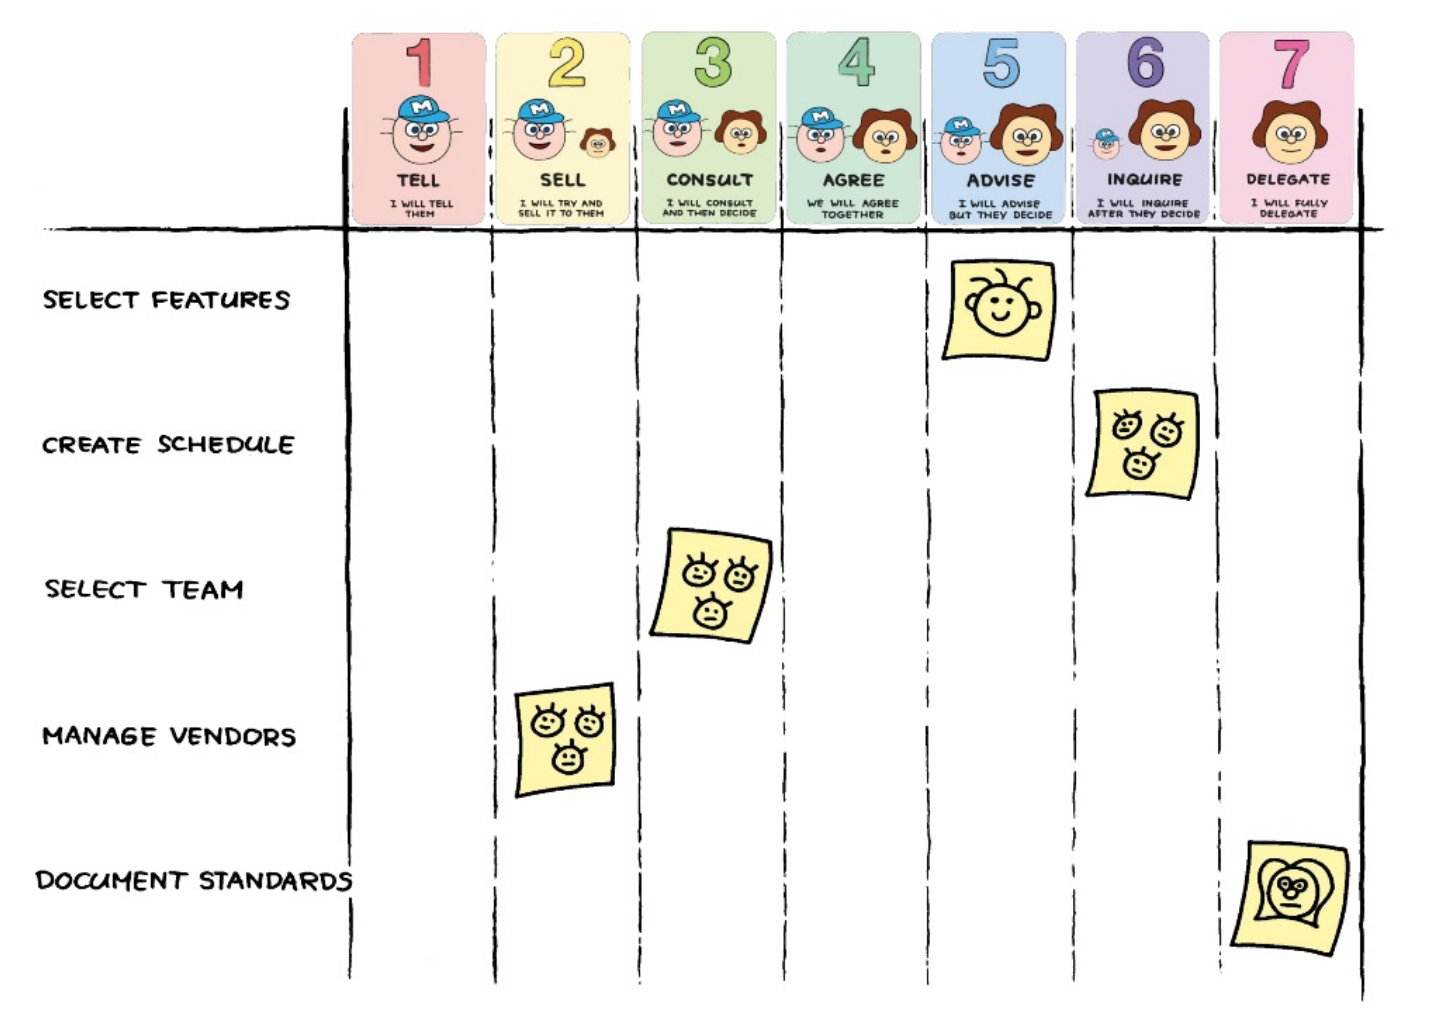 1
M
TELL
I WILL TELL
THEM
2
M
SELL
I WILL TRY AND
SELL IT TO THEM
3
M
CONSULT
I WILL CONSULT
AND THEN DECIDE
4
M
AGREE
WE WILL AGREE
TOGETHER
5
M
ADVISE
I WILL ADVISE
BUT THEY DECIDE
6
M
INQUIRE
I WILL INQUIRE
AFTER THEY DECIDE
7
DELEGATE
I WILL FULLY
DELEGATE
SELECT FEATURES
CREATE SCHEDULE
SELECT TEAM
MANAGE VENDORS
DOCUMENT STANDARDS